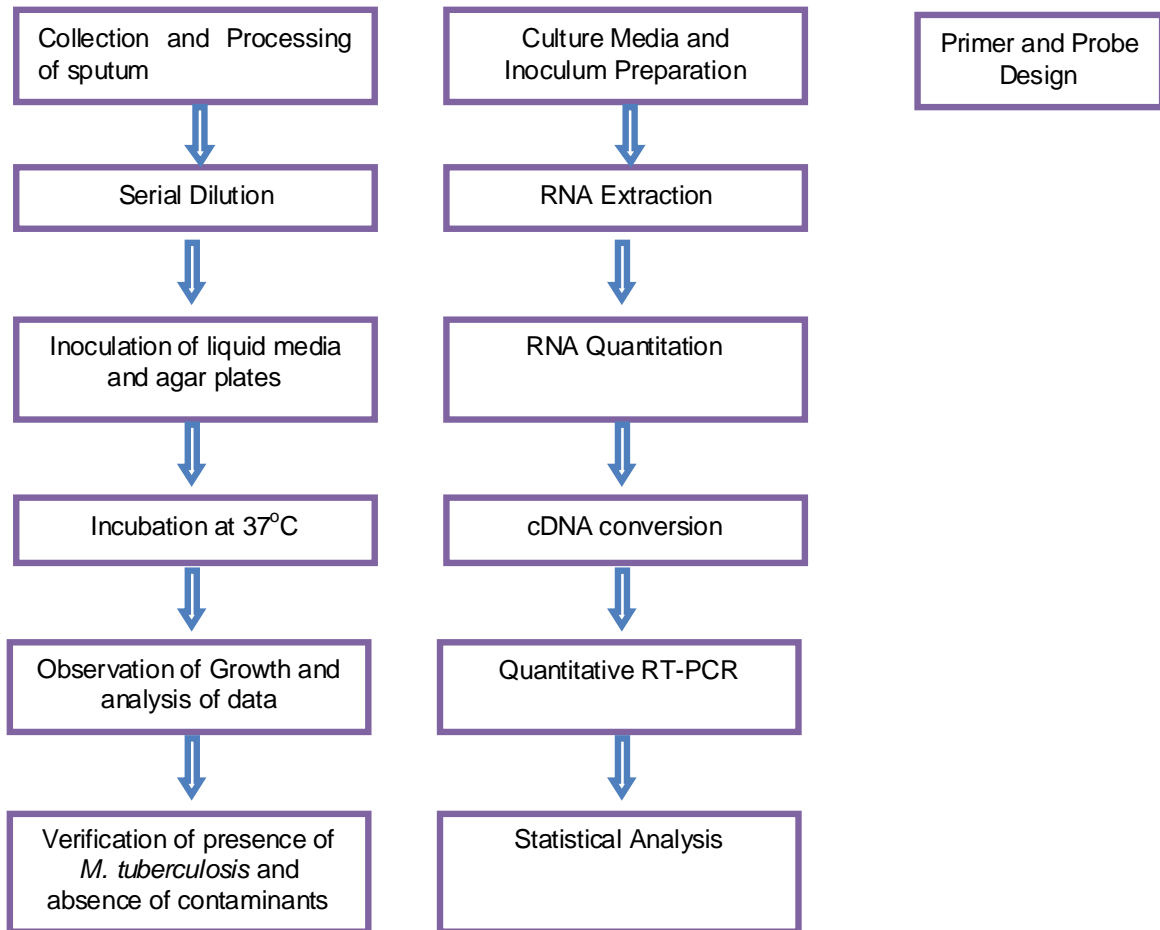 Collection and Processing
of sputum
Serial Dilution
Inoculation of liquid media
and agar plates
Incubation at 37°C
Observation of Growth and
analysis of data
Verification of presence of
M. tuberculosis and
absence of contaminants
Culture Media and
Inoculum Preparation
RNA Extraction
RNA Quantitation
cDNA conversion
Quantitative RT-PCR
Statistical Analysis
Primer and Probe
Design